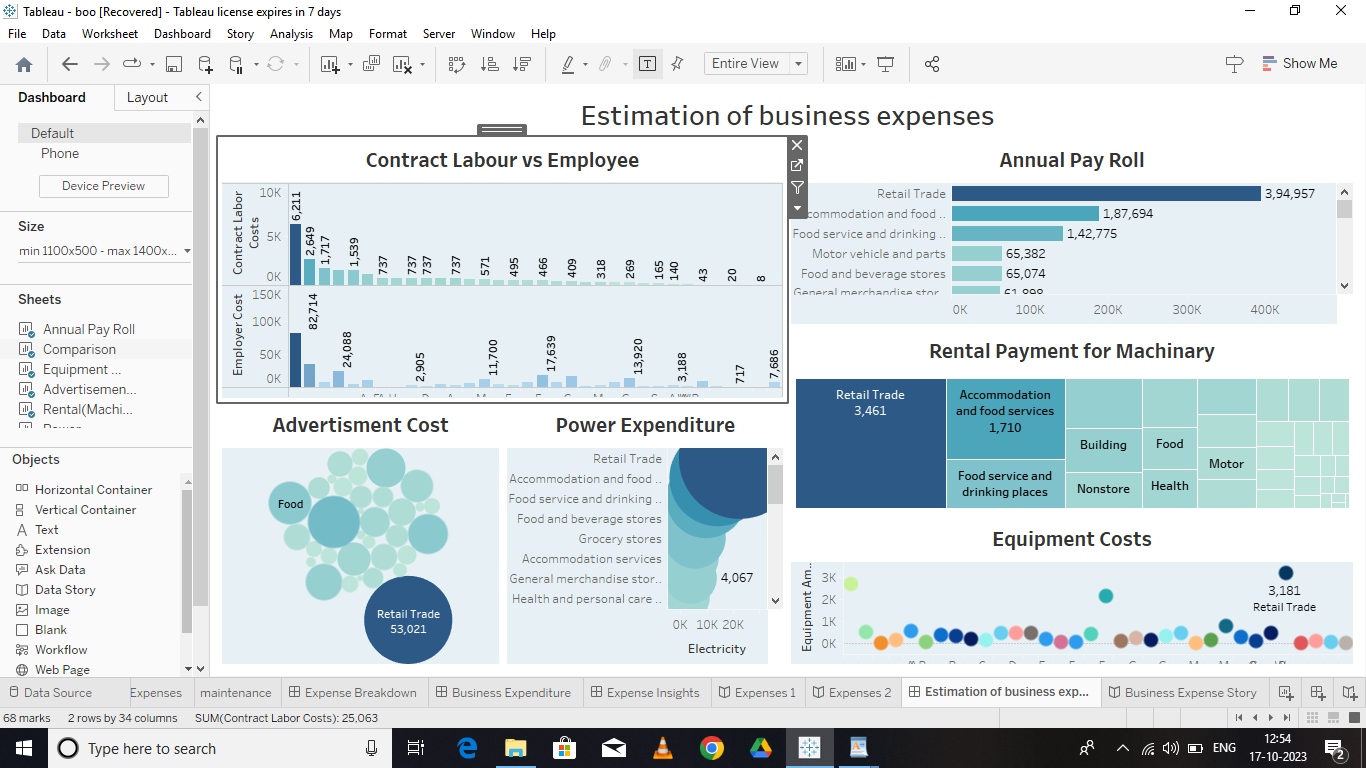 Tableau - boo [Recovered] - Tableau license expires in 7 days
File Data Worksheet Dashboard Story Analysis Map Format Server Window Help
Entire View
Show Me
Dashboard Layout
Default
Phone
Device Preview
Size
min 1100x500 - max 1400x...
Sheets
Annual Pay Roll
Comparison
Equipment ...
Advertisemen...
Rental(Machi...
Objects
Horizontal Container
Vertical Container
Text
Extension
Ask Data
Data Story
Image
Blank
Workflow
Web Page
Estimation of business expenses
Contract Labour vs Employee
Contract Labor
Costs
10K
5K
0K
6,211 2,649 1,717 1,539 737 737 737 737 571 495 466 409 318 269 165 140 43 20 8
Employer Cost
150K
100K
50K
0K
82,714 24,088 2,905 11,700 17,639 13,920 3,188 717 7,686
Annual Pay Roll
Retail Trade 3,94,957
commodation and food .. 1,87,694
Food service and drinking .. 1,42,775
Motor vehicle and parts 65,382
Food and beverage stores 65,074
General merchandise stor.. 61,898
0K 100K 200K 300K 400K
Rental Payment for Machinary
Retail Trade
3,461
Accommodation
and food services
1,710
Food service and
drinking places
Building
Nonstore
Food
Health
Motor
Advertisment Cost
Food
Retail Trade
53,021
Power Expenditure
Retail Trade
Accommodation and food ..
Food service and drinking ..
Food and beverage stores
Grocery stores
Accommodation services
General merchandise stor.. 4,067
Health and personal care ..
0K 10K 20K
Electricity
Equipment Costs
Equipment Am..
3K
2K
1K
0K
3,181
Retail Trade
Data Source Expenses maintenance Expense Breakdown Business Expenditure Expense Insights Expenses 1 Expenses 2 Estimation of business exp... Business Expense Story
68 marks 2 rows by 34 columns SUM(Contract Labor Costs): 25,063
Type here to search
ENG
12:54
17-10-2023
2